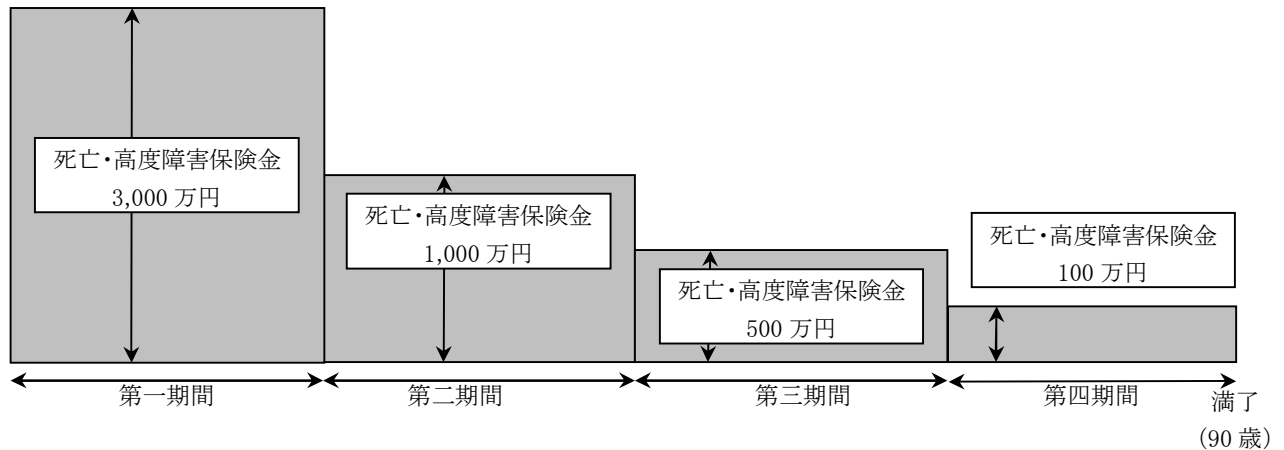 死亡・高度障害保険金
3,000 万円
死亡・高度障害保険金
1,000 万円
死亡・高度障害保険金
500 万円
死亡・高度障害保険金
100 万円
第一期間
第二期間
第三期間
第四期間
満了
(90 歳)